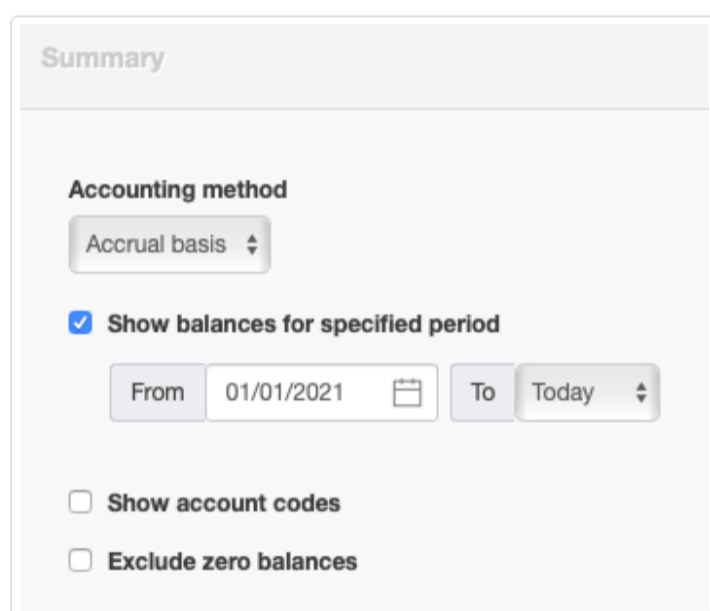 Summary
Accounting method
Accrual basis
Show balances for specified period
From 01/01/2021 To Today
Show account codes
Exclude zero balances